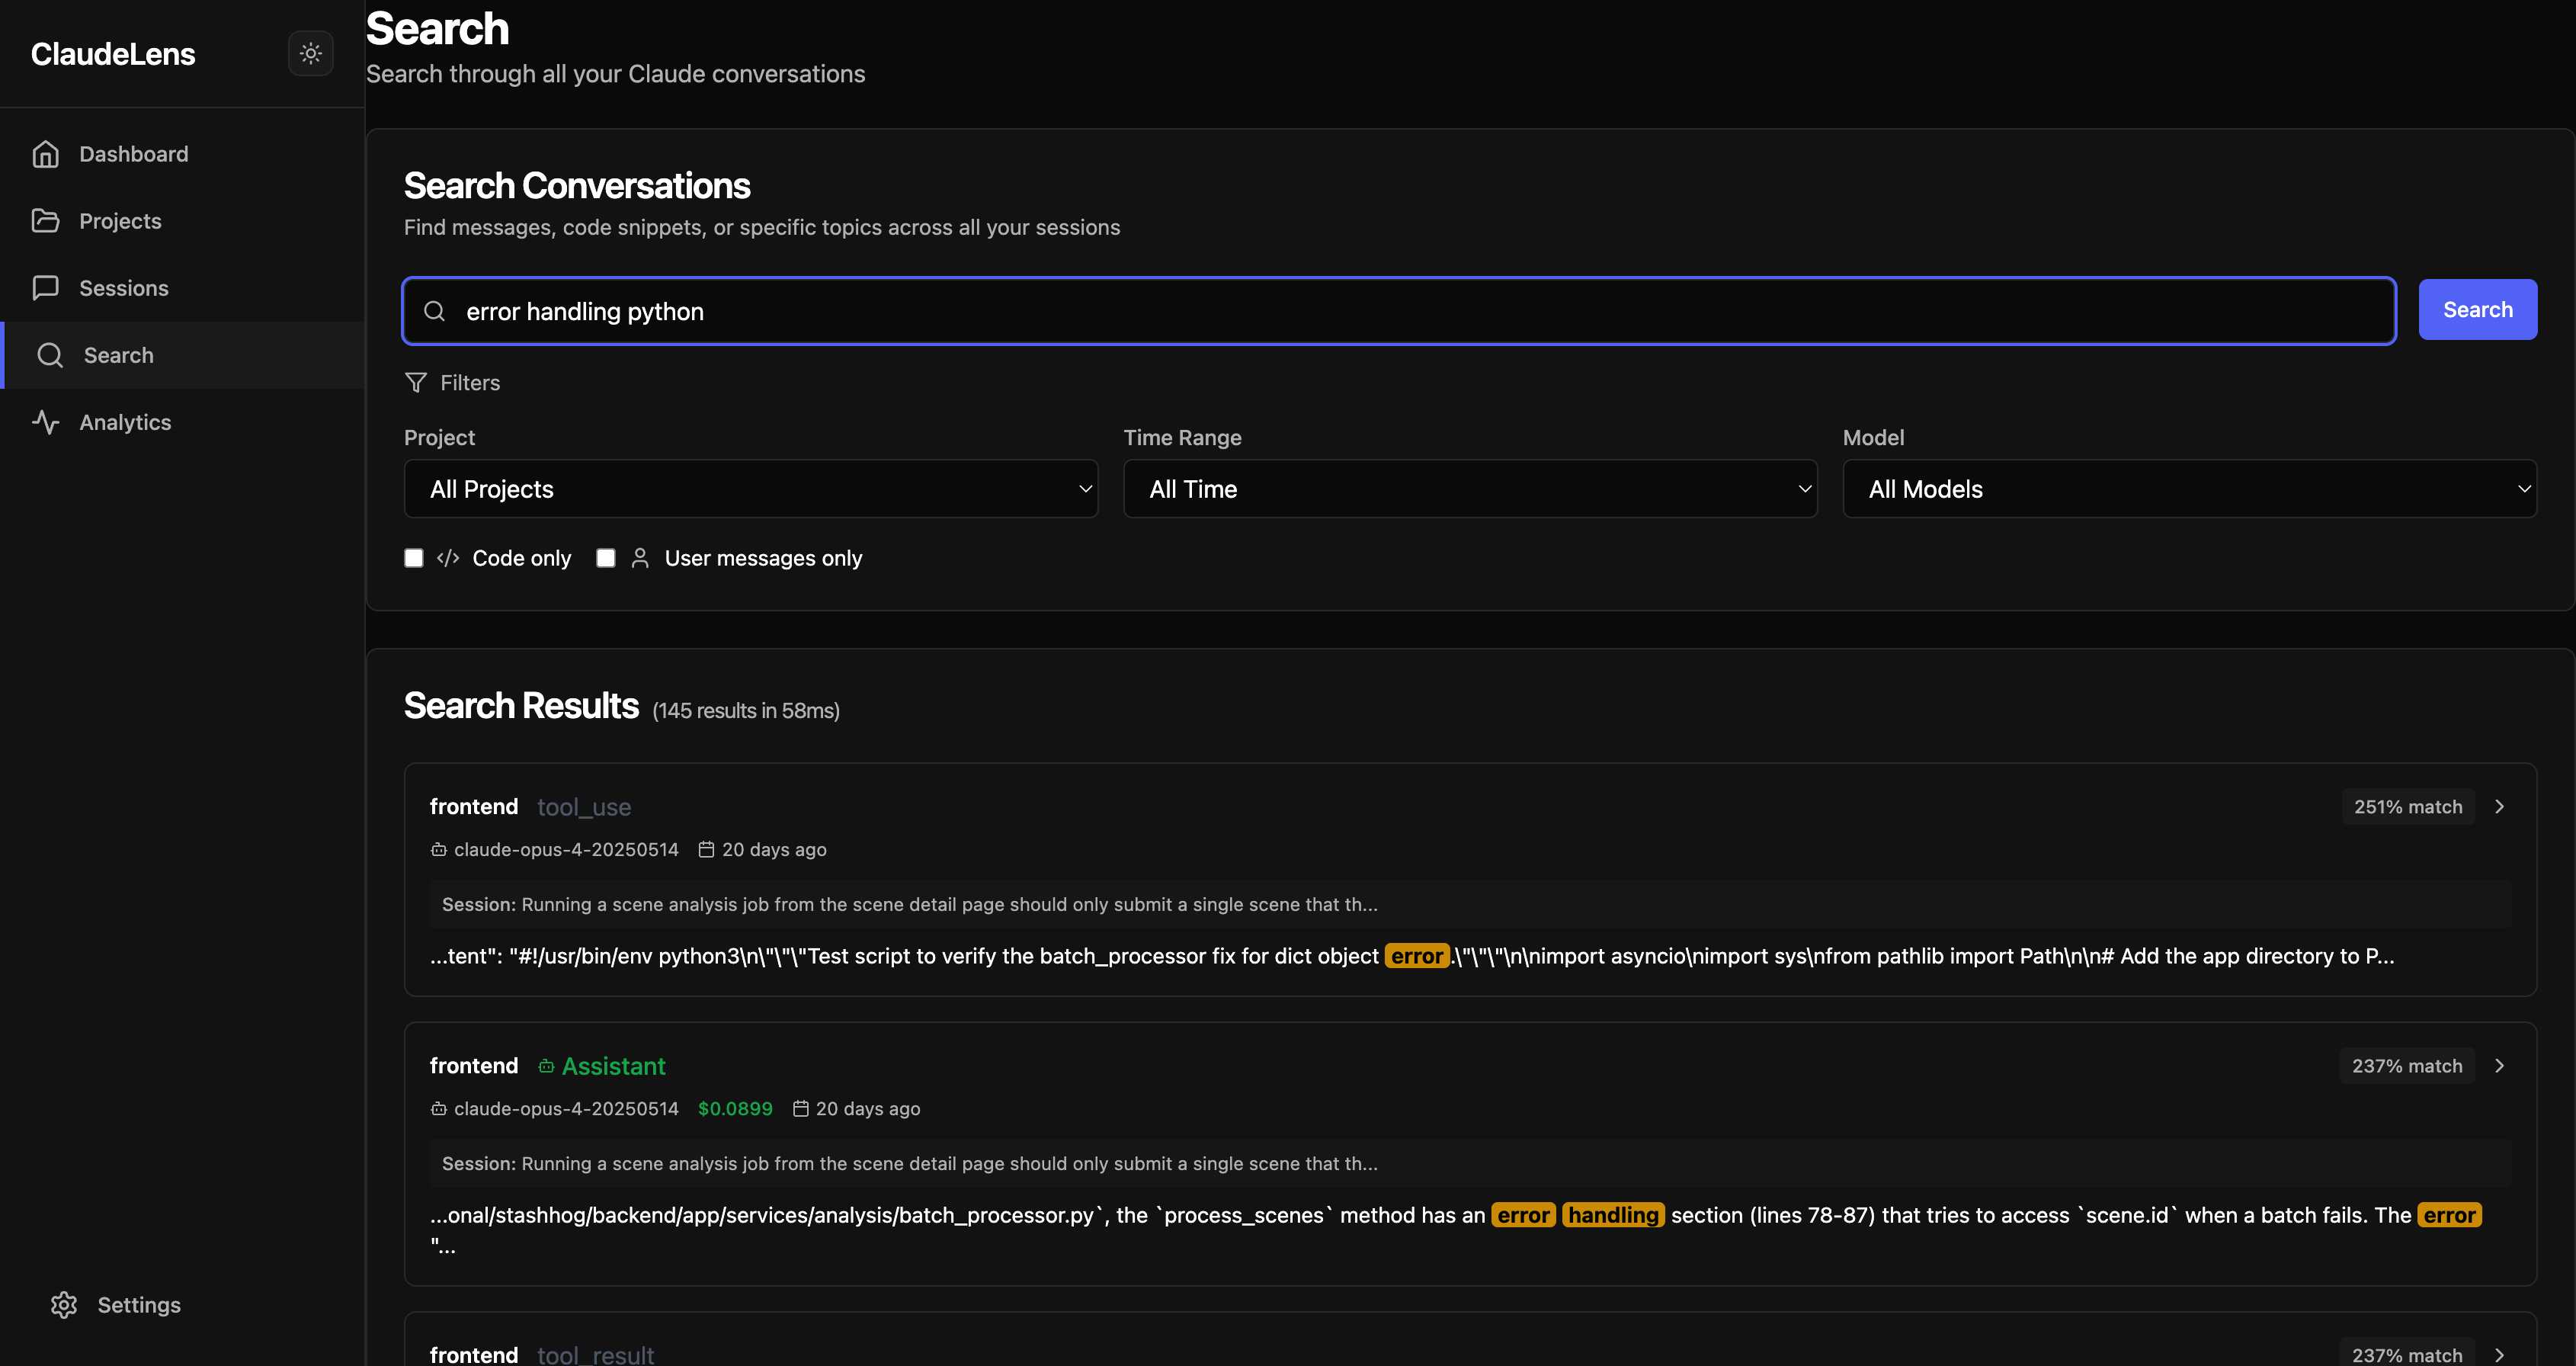 ClaudeLens
Dashboard
Projects
Sessions
Search
Analytics
Settings
Search
Search through all your Claude conversations
Search Conversations
Find messages, code snippets, or specific topics across all your sessions
error handling python
Search
Filters
Project
Time Range
Model
All Projects
All Time
All Models
</> Code only
User messages only
Search Results (145 results in 58ms)
frontend tool_use
251% match
claude-opus-4-20250514 20 days ago
Session: Running a scene analysis job from the scene detail page should only submit a single scene that th...
...tent": "#!/usr/bin/env python3\n\"\"\"Test script to verify the batch_processor fix for dict object error.\"\"\"\n\nimport asyncio\nimport sys\nfrom pathlib import Path\n\n# Add the app directory to P...
frontend Assistant
237% match
claude-opus-4-20250514 $0.0899 20 days ago
Session: Running a scene analysis job from the scene detail page should only submit a single scene that th...
...onal/stashhog/backend/app/services/analysis/batch_processor.py`, the `process_scenes` method has an error handling section (lines 78-87) that tries to access `scene.id` when a batch fails. The error
"...
frontend tool_result
237% match